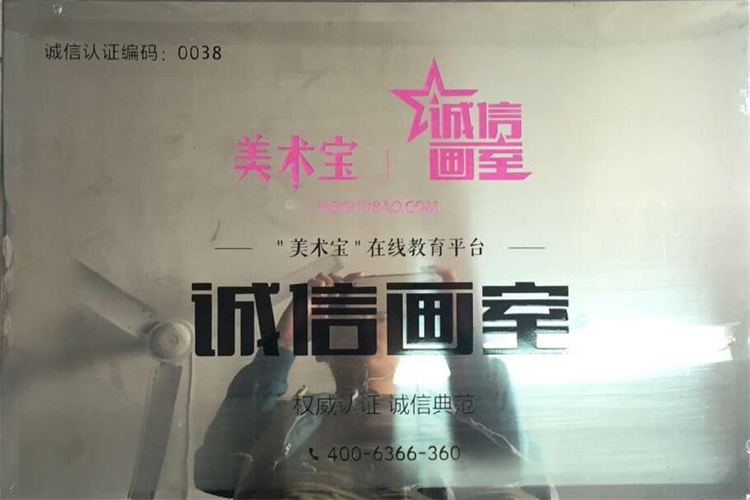 诚信认证编码：0038
诚信
美术宝 | 画室
MEISHUBAO.COM
"美术宝"在线教育平台
诚信画室
权威认证 诚信典范
400-6366-360